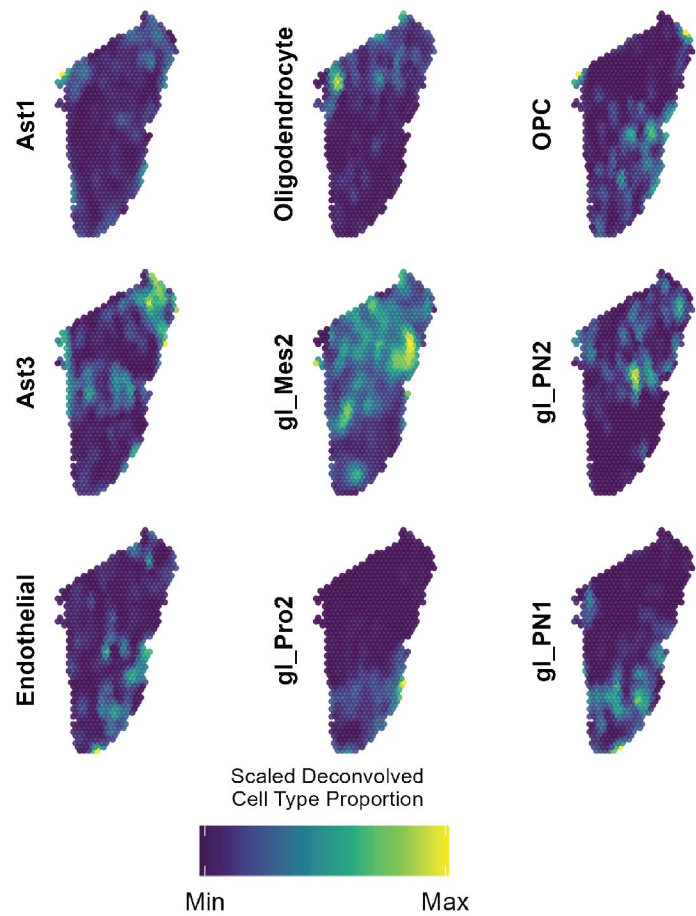 Ast1
Oligodendrocyte
OPC
Ast3
gl_Mes2
gl_PN2
Endothelial
gl_Pro2
gl_PN1
Scaled Deconvolved
Cell Type Proportion
Min
Max